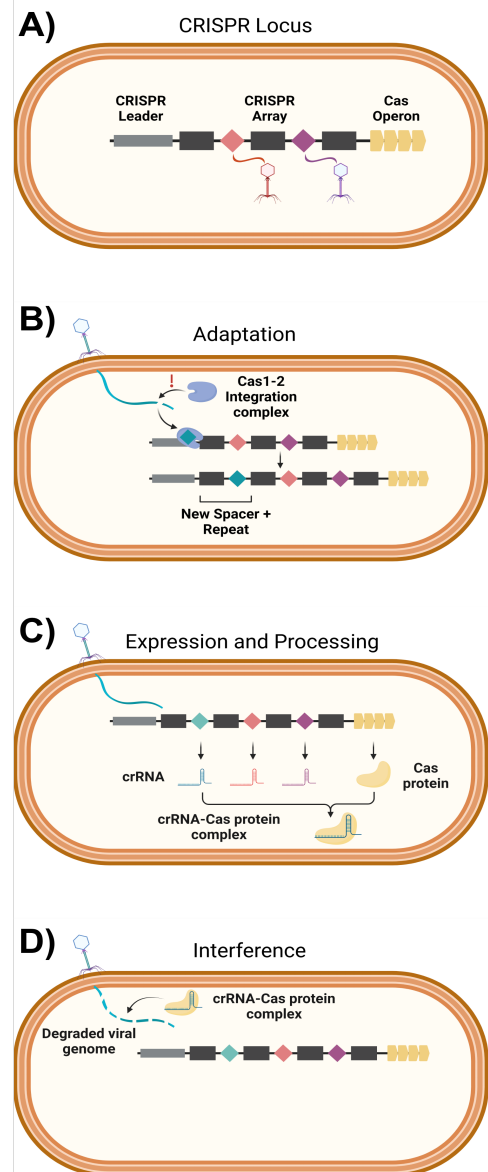 A)
CRISPR Locus
CRISPR
Leader
CRISPR
Array
Cas
Operon
B)
Adaptation
!
Cas1-2
Integration
complex
New Spacer +
Repeat
C)
Expression and Processing
crRNA
Cas
protein
crRNA-Cas protein
complex
D)
Interference
crRNA-Cas protein
complex
Degraded viral
genome